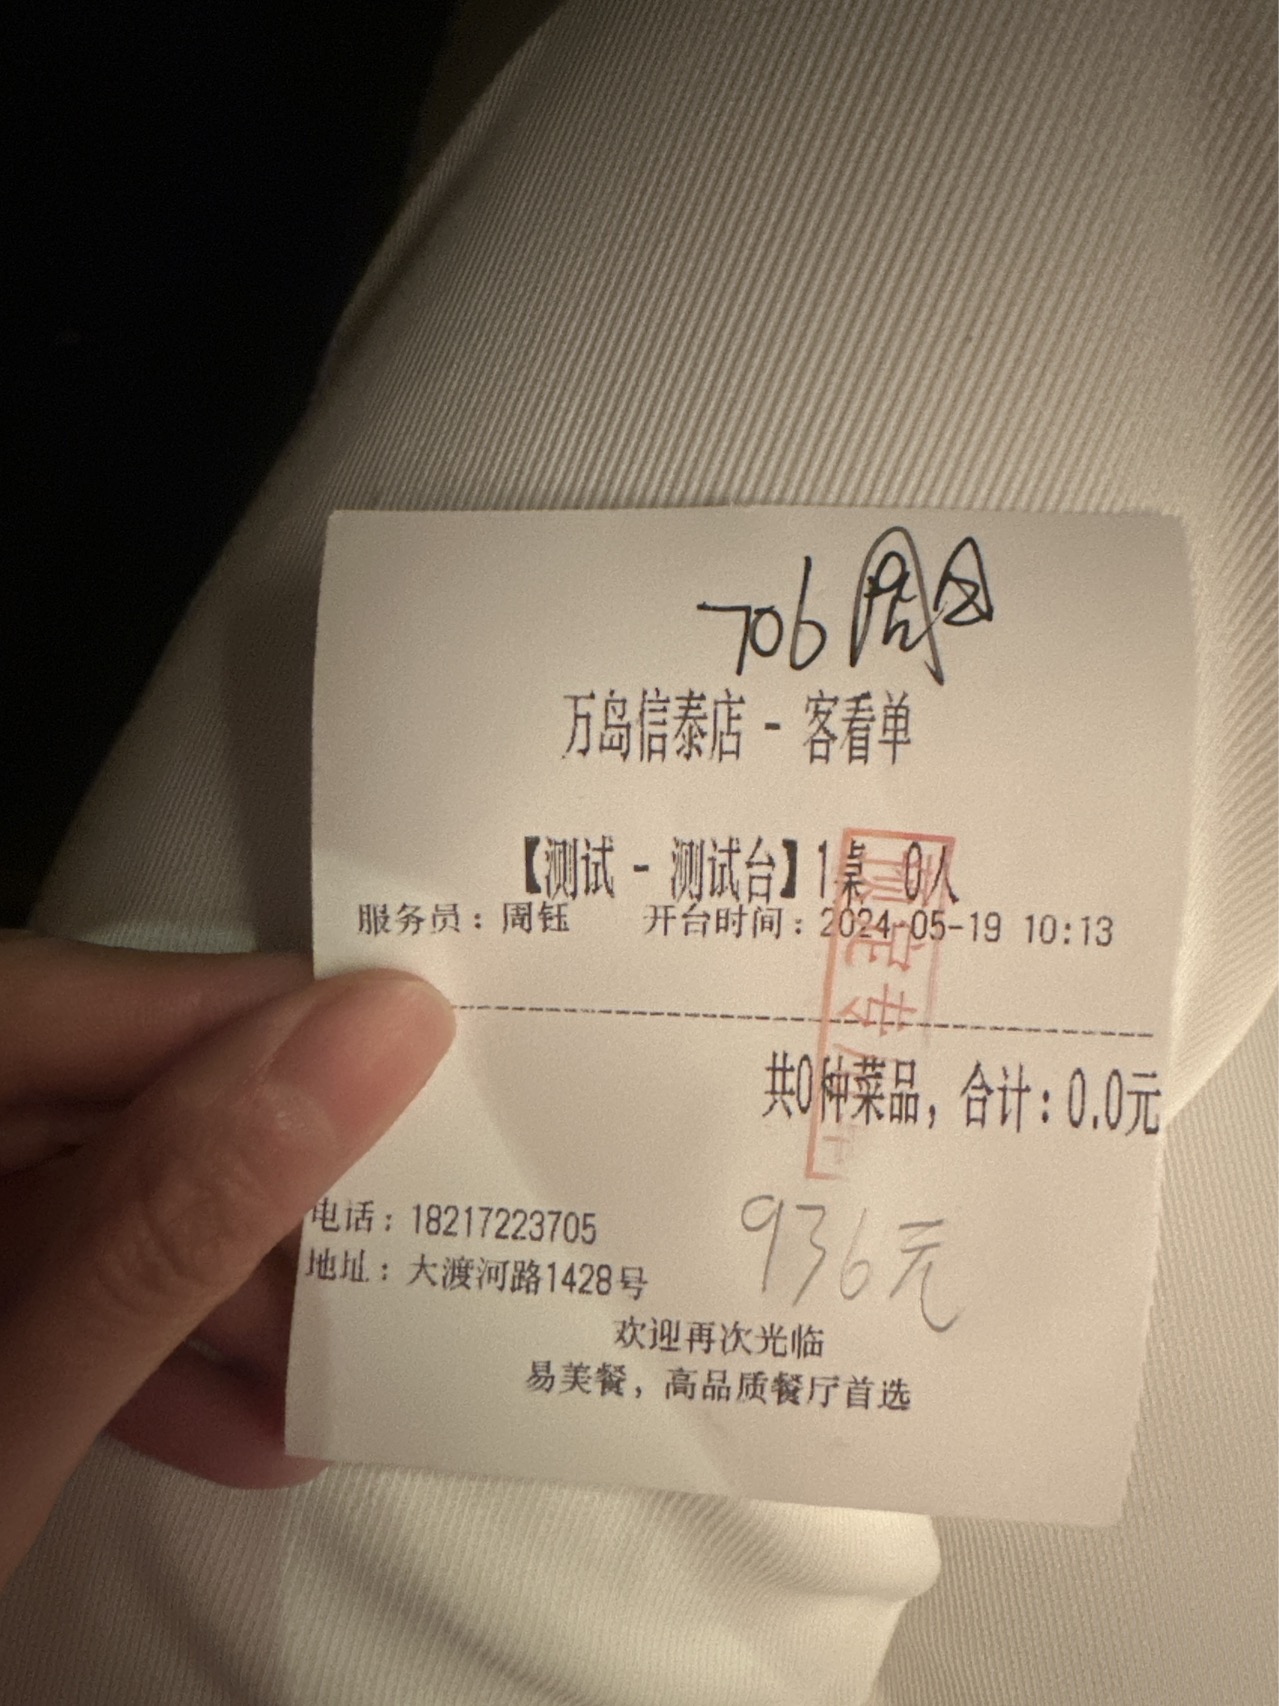 706
万岛信泰店 - 客看单
【测试 - 测试台】1桌 0人
服务员：周钰 开台时间：2024-05-19 10:13
共0种菜品，合计：0.0元
936元
电话：18217223705
地址：大渡河路1428号
欢迎再次光临
易美餐，高品质餐厅首选